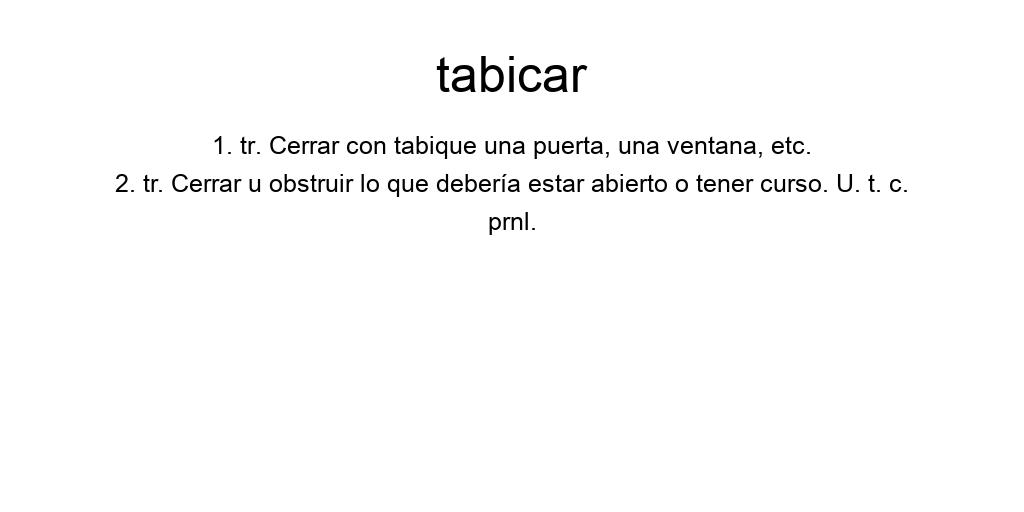 tabicar
1. tr. Cerrar con tabique una puerta, una ventana, etc.
2. tr. Cerrar u obstruir lo que debería estar abierto o tener curso. U. t. c.
prnl.